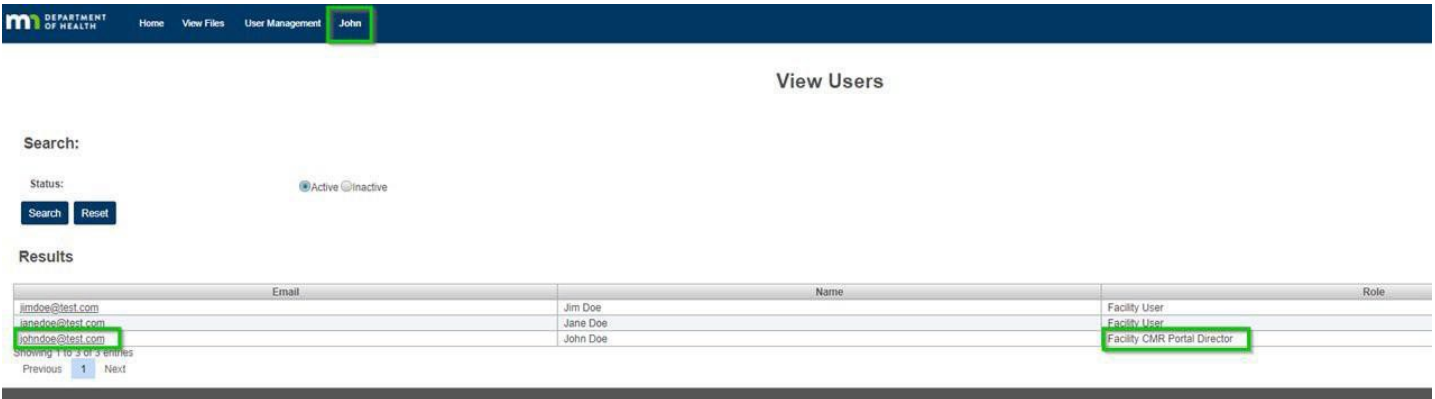 mn DEPARTMENT OF HEALTH Home View Files User Management John
View Users
Search:
Status: Active Inactive
Search Reset
Results
Email Name Role
jimdoe@test.com Jim Doe Facility User
janedoe@test.com Jane Doe Facility User
johndoe@test.com John Doe Facility CMR Portal Director
Showing 1 to 3 of 3 entries
Previous 1 Next